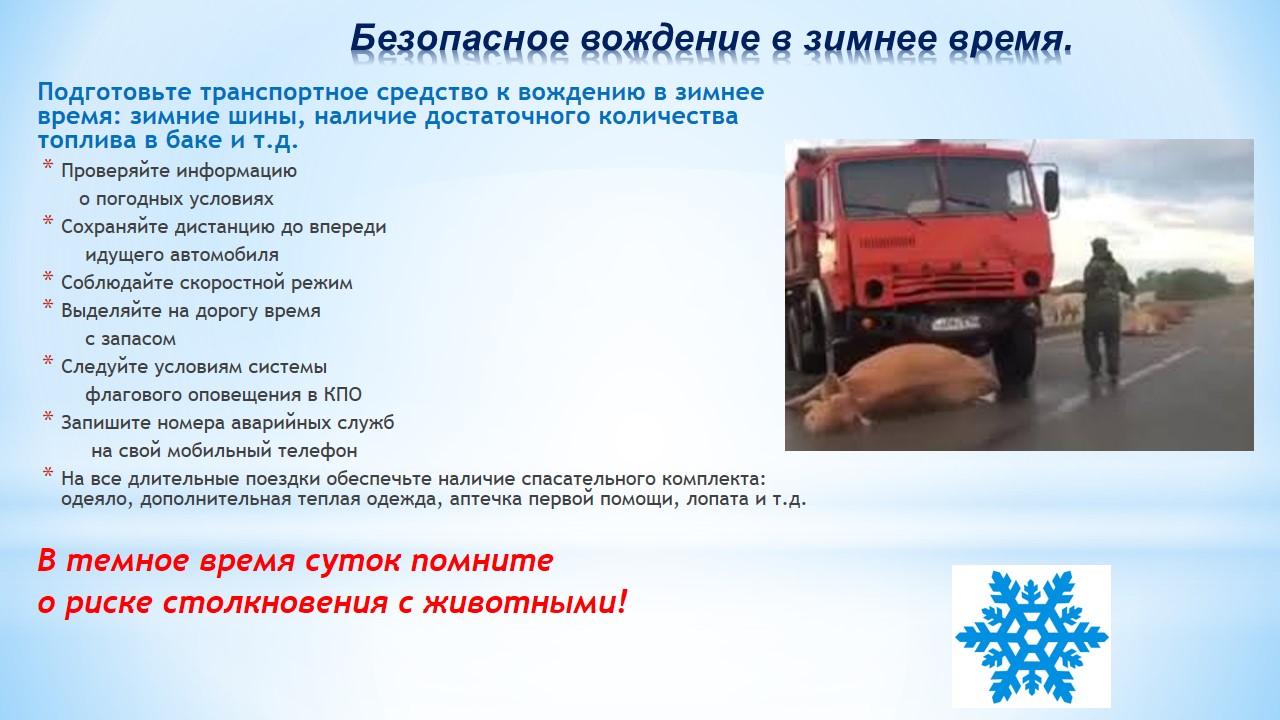 Безопасное вождение в зимнее время.
Подготовьте транспортное средство к вождению в зимнее
время: зимние шины, наличие достаточного количества
топлива в баке и т.д.
* Проверяйте информацию
о погодных условиях
* Сохраняйте дистанцию до впереди
идущего автомобиля
* Соблюдайте скоростной режим
* Выделяйте на дорогу время
с запасом
* Следуйте условиям системы
флагового оповещения в КПО
* Запишите номера аварийных служб
на свой мобильный телефон
* На все длительные поездки обеспечьте наличие спасательного комплекта:
одеяло, дополнительная теплая одежда, аптечка первой помощи, лопата и т.д.
В темное время суток помните
о риске столкновения с животными!